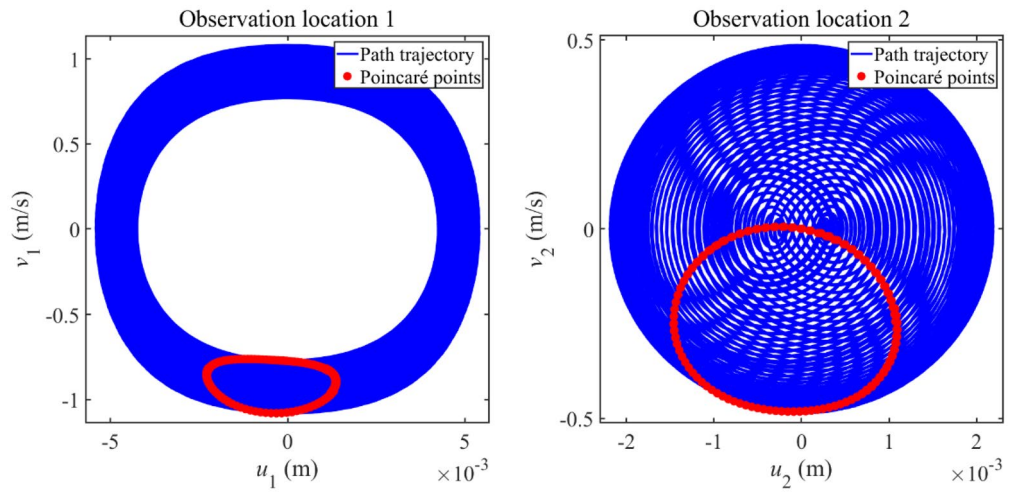 Observation location 1
Path trajectory
Poincaré points
1
0.5
0
-0.5
-1
v1 (m/s)
-5
0
5
u1 (m)
×10-3
Observation location 2
Path trajectory
Poincaré points
0.5
0
-0.5
v2 (m/s)
-2
-1
0
1
2
u2 (m)
×10-3